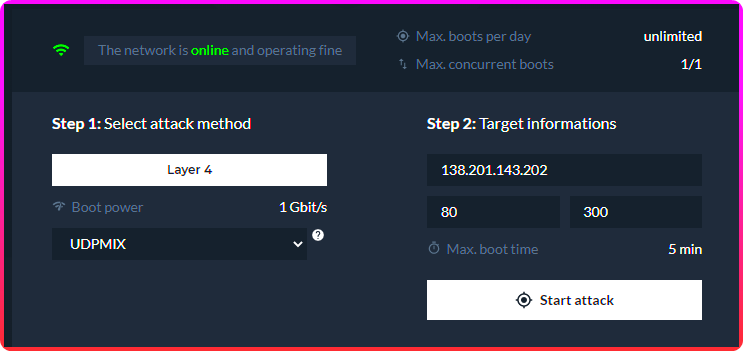 The network is online and operating fine
Max. boots per day unlimited
Max. concurrent boots 1/1
Step 1: Select attack method
Layer 4
Boot power 1 Gbit/s
UDPMIX
?
Step 2: Target informations
138.201.143.202
80 300
Max. boot time 5 min
Start attack